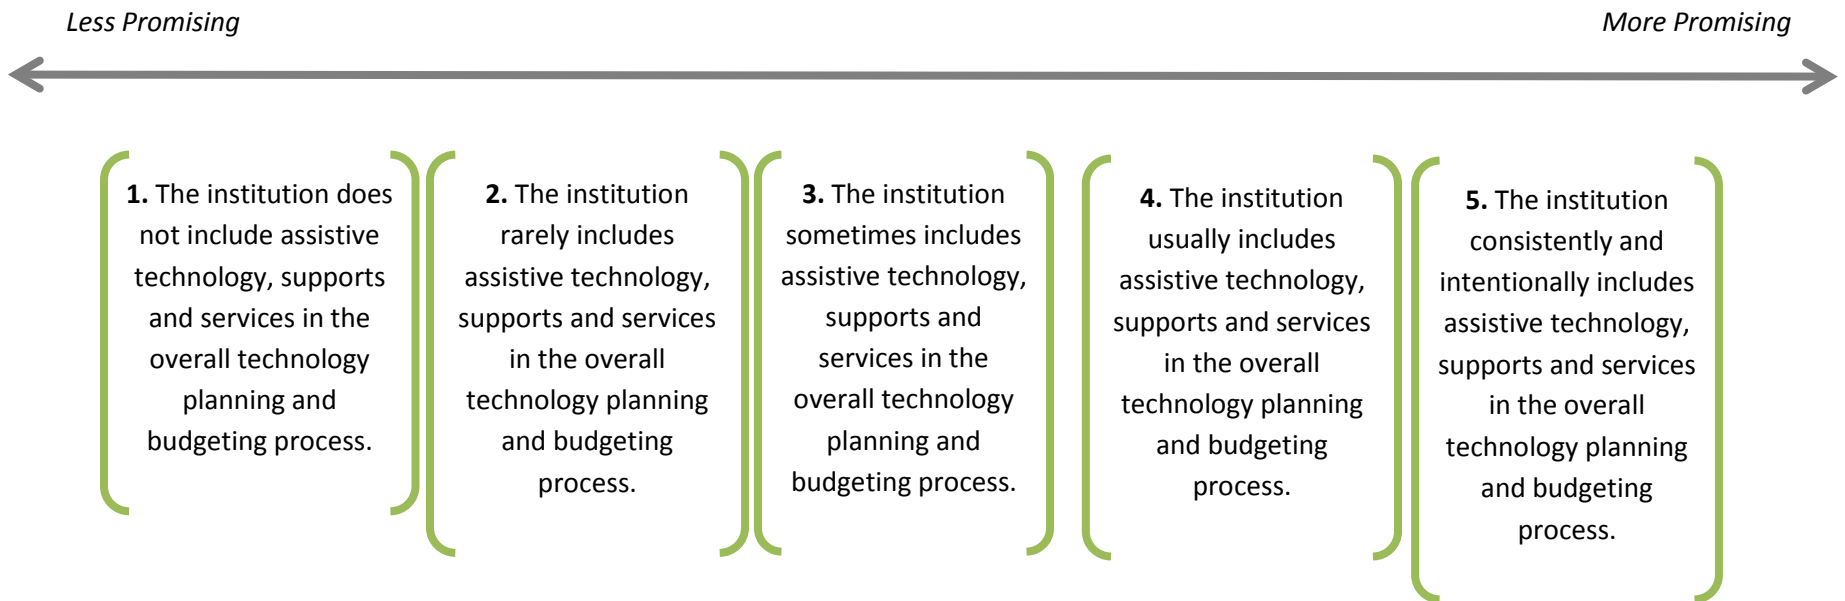 Less Promising
More Promising
1. The institution does
not include assistive
technology, supports
and services in the
overall technology
planning and
budgeting process.
2. The institution
rarely includes
assistive technology,
supports and services
in the overall
technology planning
and budgeting
process.
3. The institution
sometimes includes
assistive technology,
supports and
services in the
overall technology
planning and
budgeting process.
4. The institution
usually includes
assistive technology,
supports and services
in the overall
technology planning
and budgeting
process.
5. The institution
consistently and
intentionally includes
assistive technology,
supports and services
in the overall
technology planning
and budgeting
process.